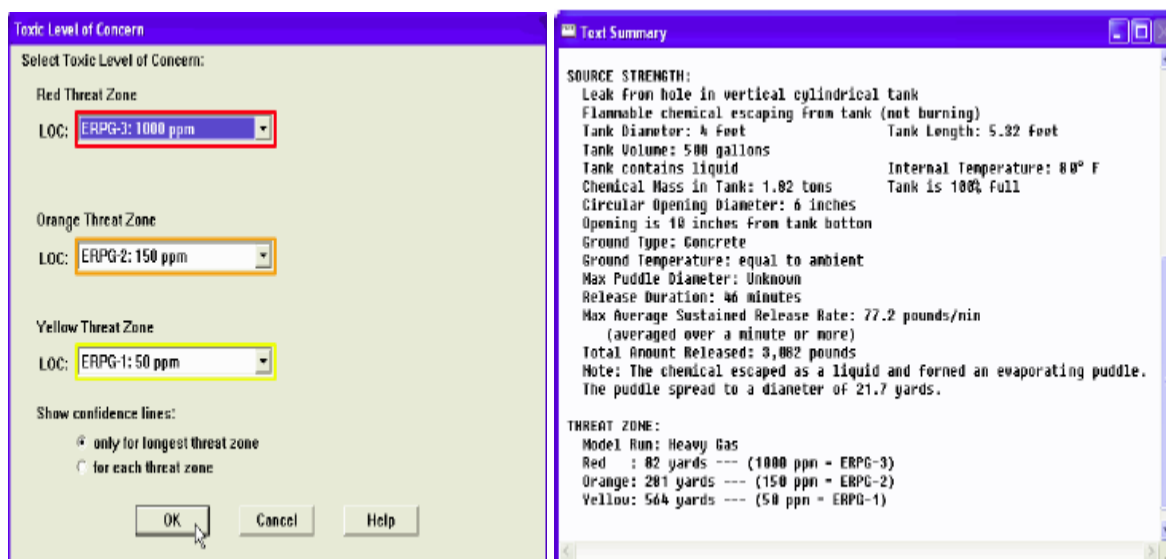 Toxic Level of Concern
Select Toxic Level of Concern:
Red Threat Zone
LOC: ERPG-3: 1000 ppm
Orange Threat Zone
LOC: ERPG-2: 150 ppm
Yellow Threat Zone
LOC: ERPG-1: 50 ppm
Show confidence lines:
only for longest threat zone
for each threat zone
OK Cancel Help
Text Summary
SOURCE STRENGTH:
Leak from hole in vertical cylindrical tank
Flammable chemical escaping from tank (not burning)
Tank Diameter: 4 feet Tank Length: 5.32 feet
Tank Volume: 500 gallons
Tank contains liquid Internal Temperature: 80° F
Chemical Mass in Tank: 1.82 tons Tank is 100% full
Circular Opening Diameter: 6 inches
Opening is 10 inches from tank bottom
Ground Type: Concrete
Ground Temperature: equal to ambient
Max Puddle Diameter: Unknown
Release Duration: 46 minutes
Max Average Sustained Release Rate: 77.2 pounds/min
(averaged over a minute or more)
Total Amount Released: 3,082 pounds
Note: The chemical escaped as a liquid and formed an evaporating puddle.
The puddle spread to a diameter of 21.7 yards.
THREAT ZONE:
Model Run: Heavy Gas
Red : 82 yards --- (1000 ppm = ERPG-3)
Orange: 201 yards --- (150 ppm = ERPG-2)
Yellow: 564 yards --- (50 ppm = ERPG-1)